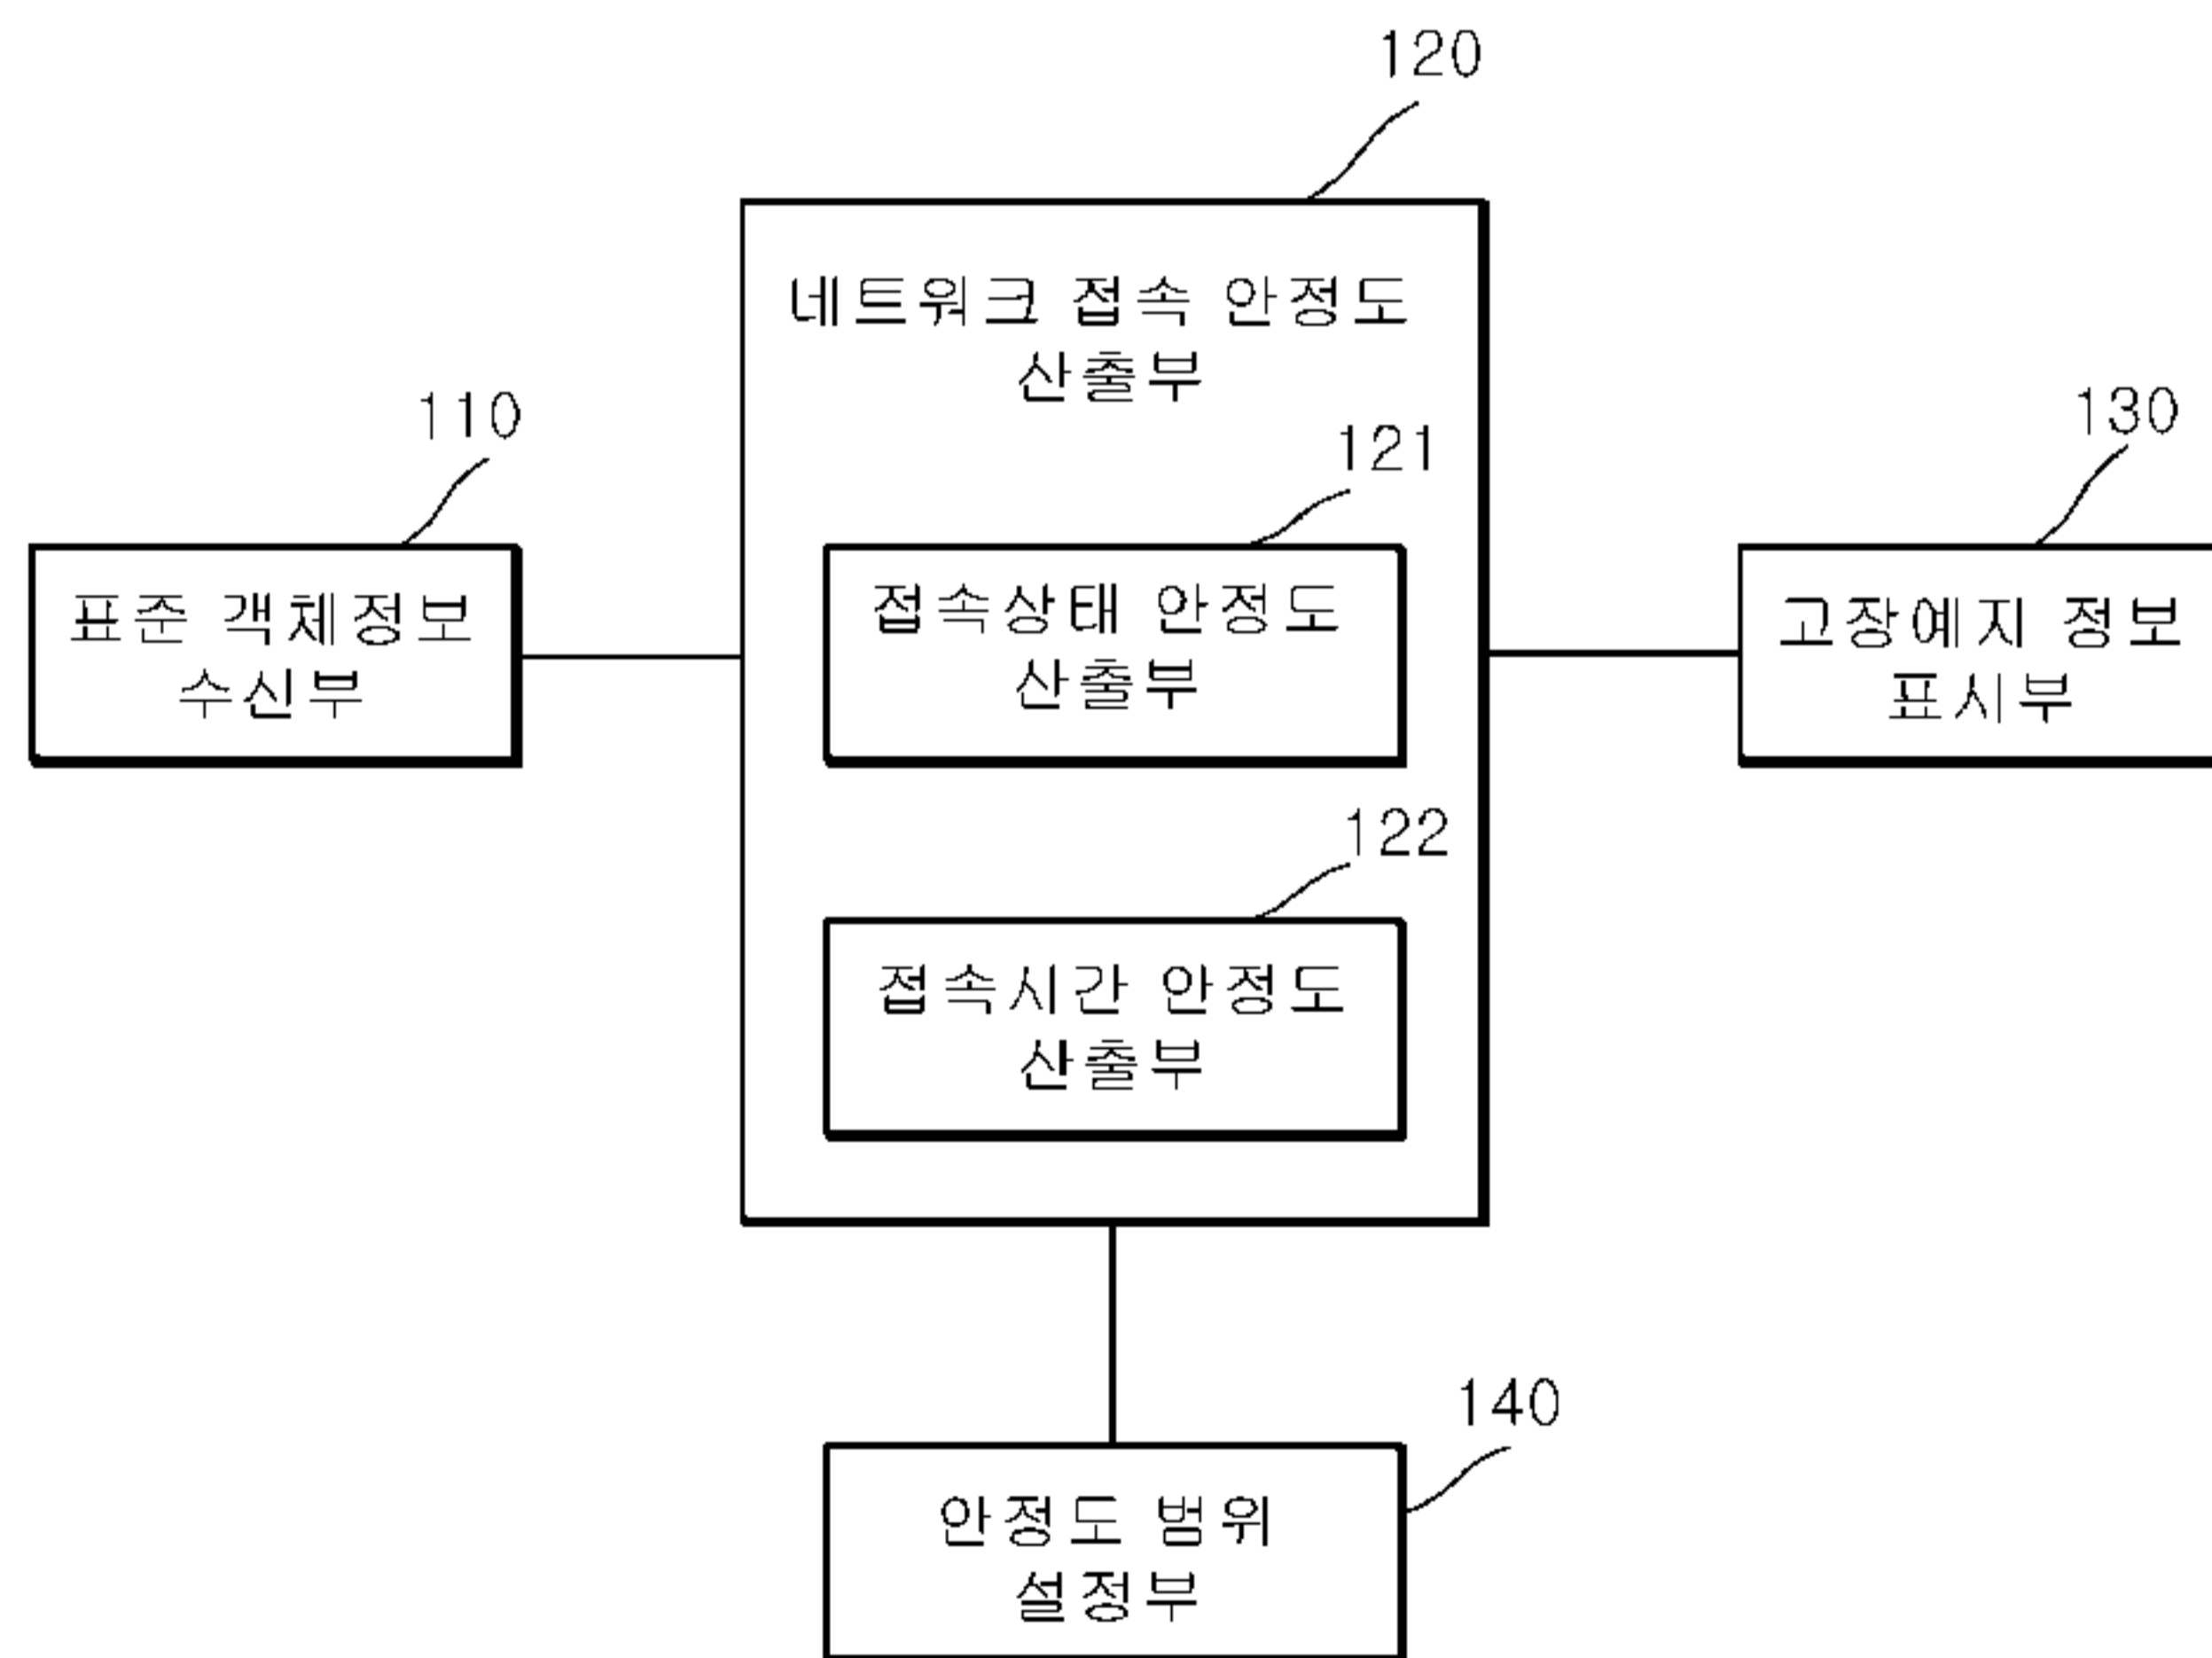 120
네트워크 접속 안정도
산출부
110
표준 객체정보
수신부
121
접속상태 안정도
산출부
122
접속시간 안정도
산출부
130
고장예지 정보
표시부
140
안정도 범위
설정부